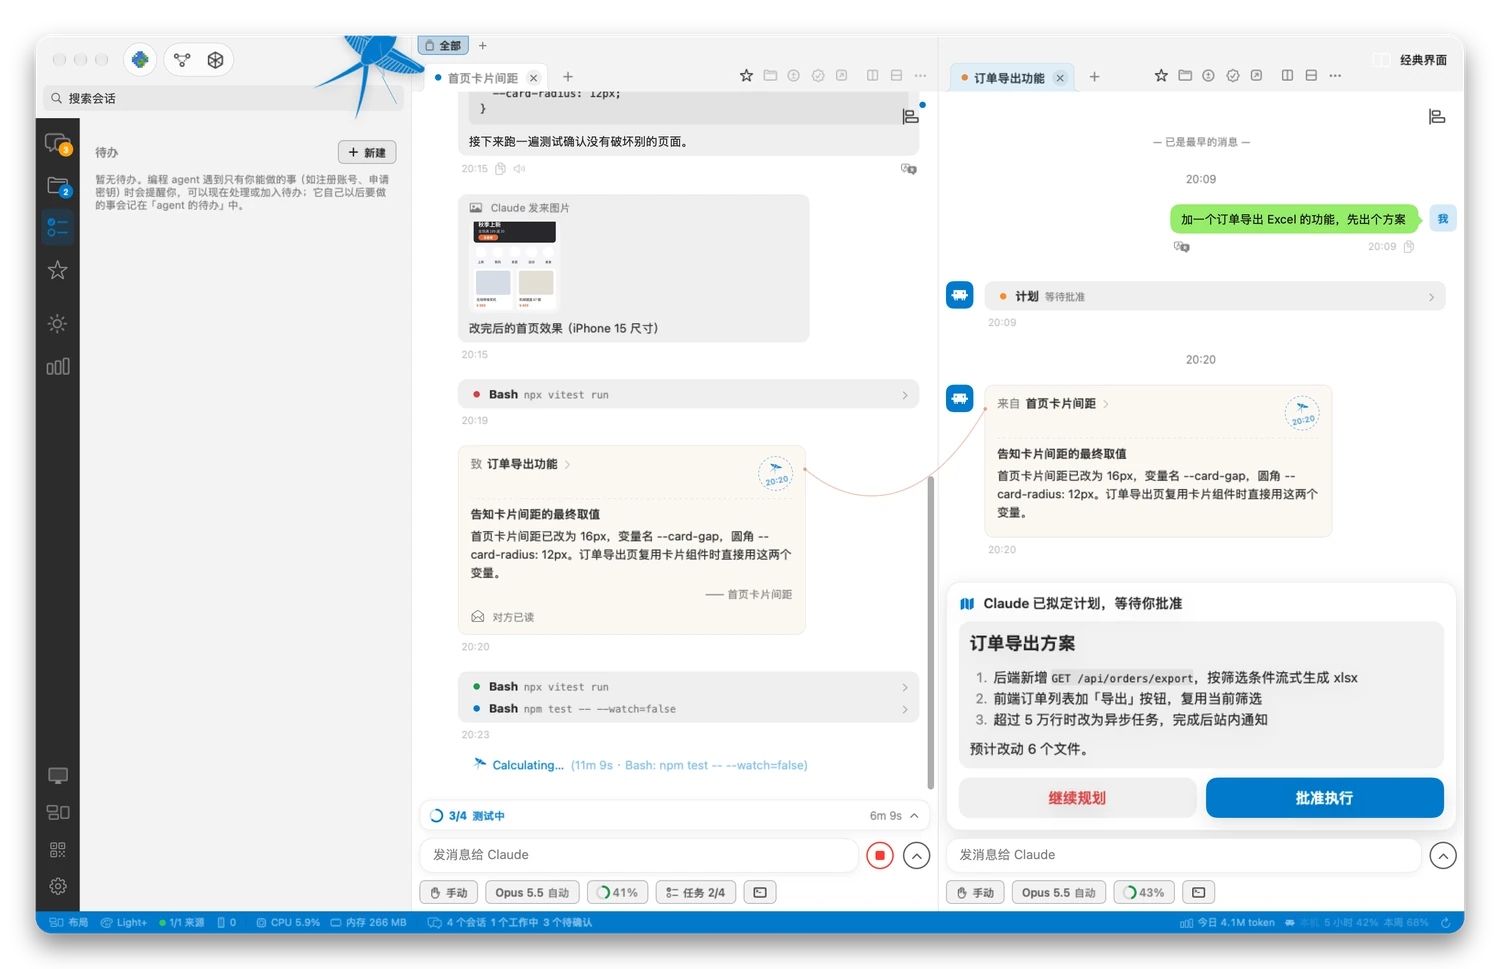 全部
经典界面
首页卡片间距
订单导出功能
搜索会话
3
2
待办
新建
暂无待办。编程 agent 遇到只有你能做的事（如注册账号、申请
密钥）时会提醒你，可以现在处理或加入待办；它自己以后要做
的事会记在「agent 的待办」中。
--card-radius: 12px;
}
接下来跑一遍测试确认没有破坏别的页面。
20:15
Claude 发来图片
秋季上新
改完后的首页效果（iPhone 15 尺寸）
20:15
Bash npx vitest run
20:19
致 订单导出功能
20:20
告知卡片间距的最终取值
首页卡片间距已改为 16px，变量名 --card-gap，圆角 --
card-radius: 12px。订单导出页复用卡片组件时直接用这两个
变量。
—— 首页卡片间距
对方已读
20:20
Bash npx vitest run
Bash npm test -- --watch=false
20:23
Calculating... (11m 9s · Bash: npm test -- --watch=false)
3/4 测试中
6m 9s
发消息给 Claude
手动
Opus 5.5 自动
41%
任务 2/4
— 已是最早的消息 —
20:09
加一个订单导出 Excel 的功能，先出个方案
我
20:09
计划 等待批准
20:09
20:20
来自 首页卡片间距
20:20
告知卡片间距的最终取值
首页卡片间距已改为 16px，变量名 --card-gap，圆角 --
card-radius: 12px。订单导出页复用卡片组件时直接用这两个
变量。
20:20
Claude 已拟定计划，等待你批准
订单导出方案
1. 后端新增 GET /api/orders/export，按筛选条件流式生成 xlsx
2. 前端订单列表加「导出」按钮，复用当前筛选
3. 超过 5 万行时改为异步任务，完成后站内通知
预计改动 6 个文件。
继续规划
批准执行
发消息给 Claude
手动
Opus 5.5 自动
43%
布局
Light+
1/1 来源
0
CPU 5.9%
内存 266 MB
4 个会话 1 个工作中 3 个待确认
今日 4.1M token
本机 5 小时 42% 本周 68%